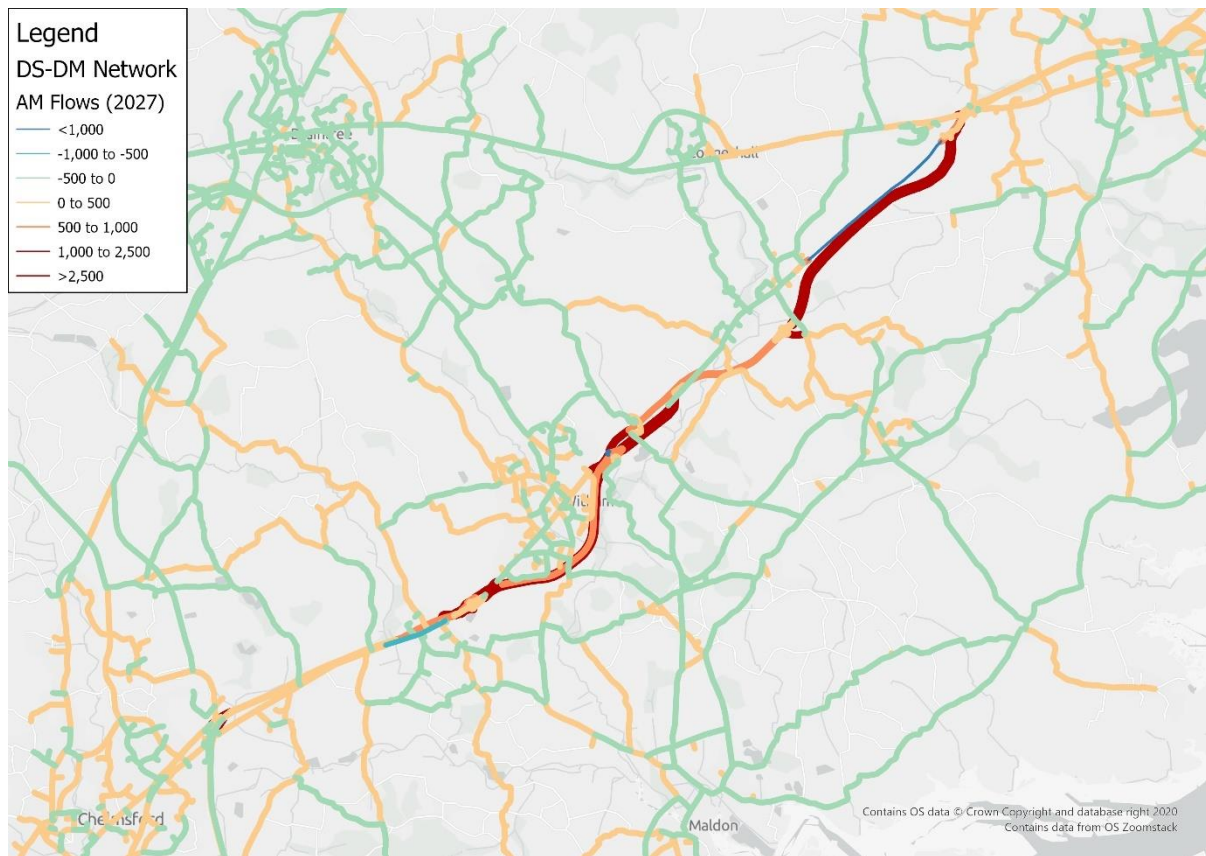 Legend
DS-DM Network
AM Flows (2027)
<1,000
-1,000 to -500
-500 to 0
0 to 500
500 to 1,000
1,000 to 2,500
>2,500
Braintree
Chelmsford
Maldon
Contains OS data © Crown Copyright and database right 2020
Contains data from OS Zoomstack